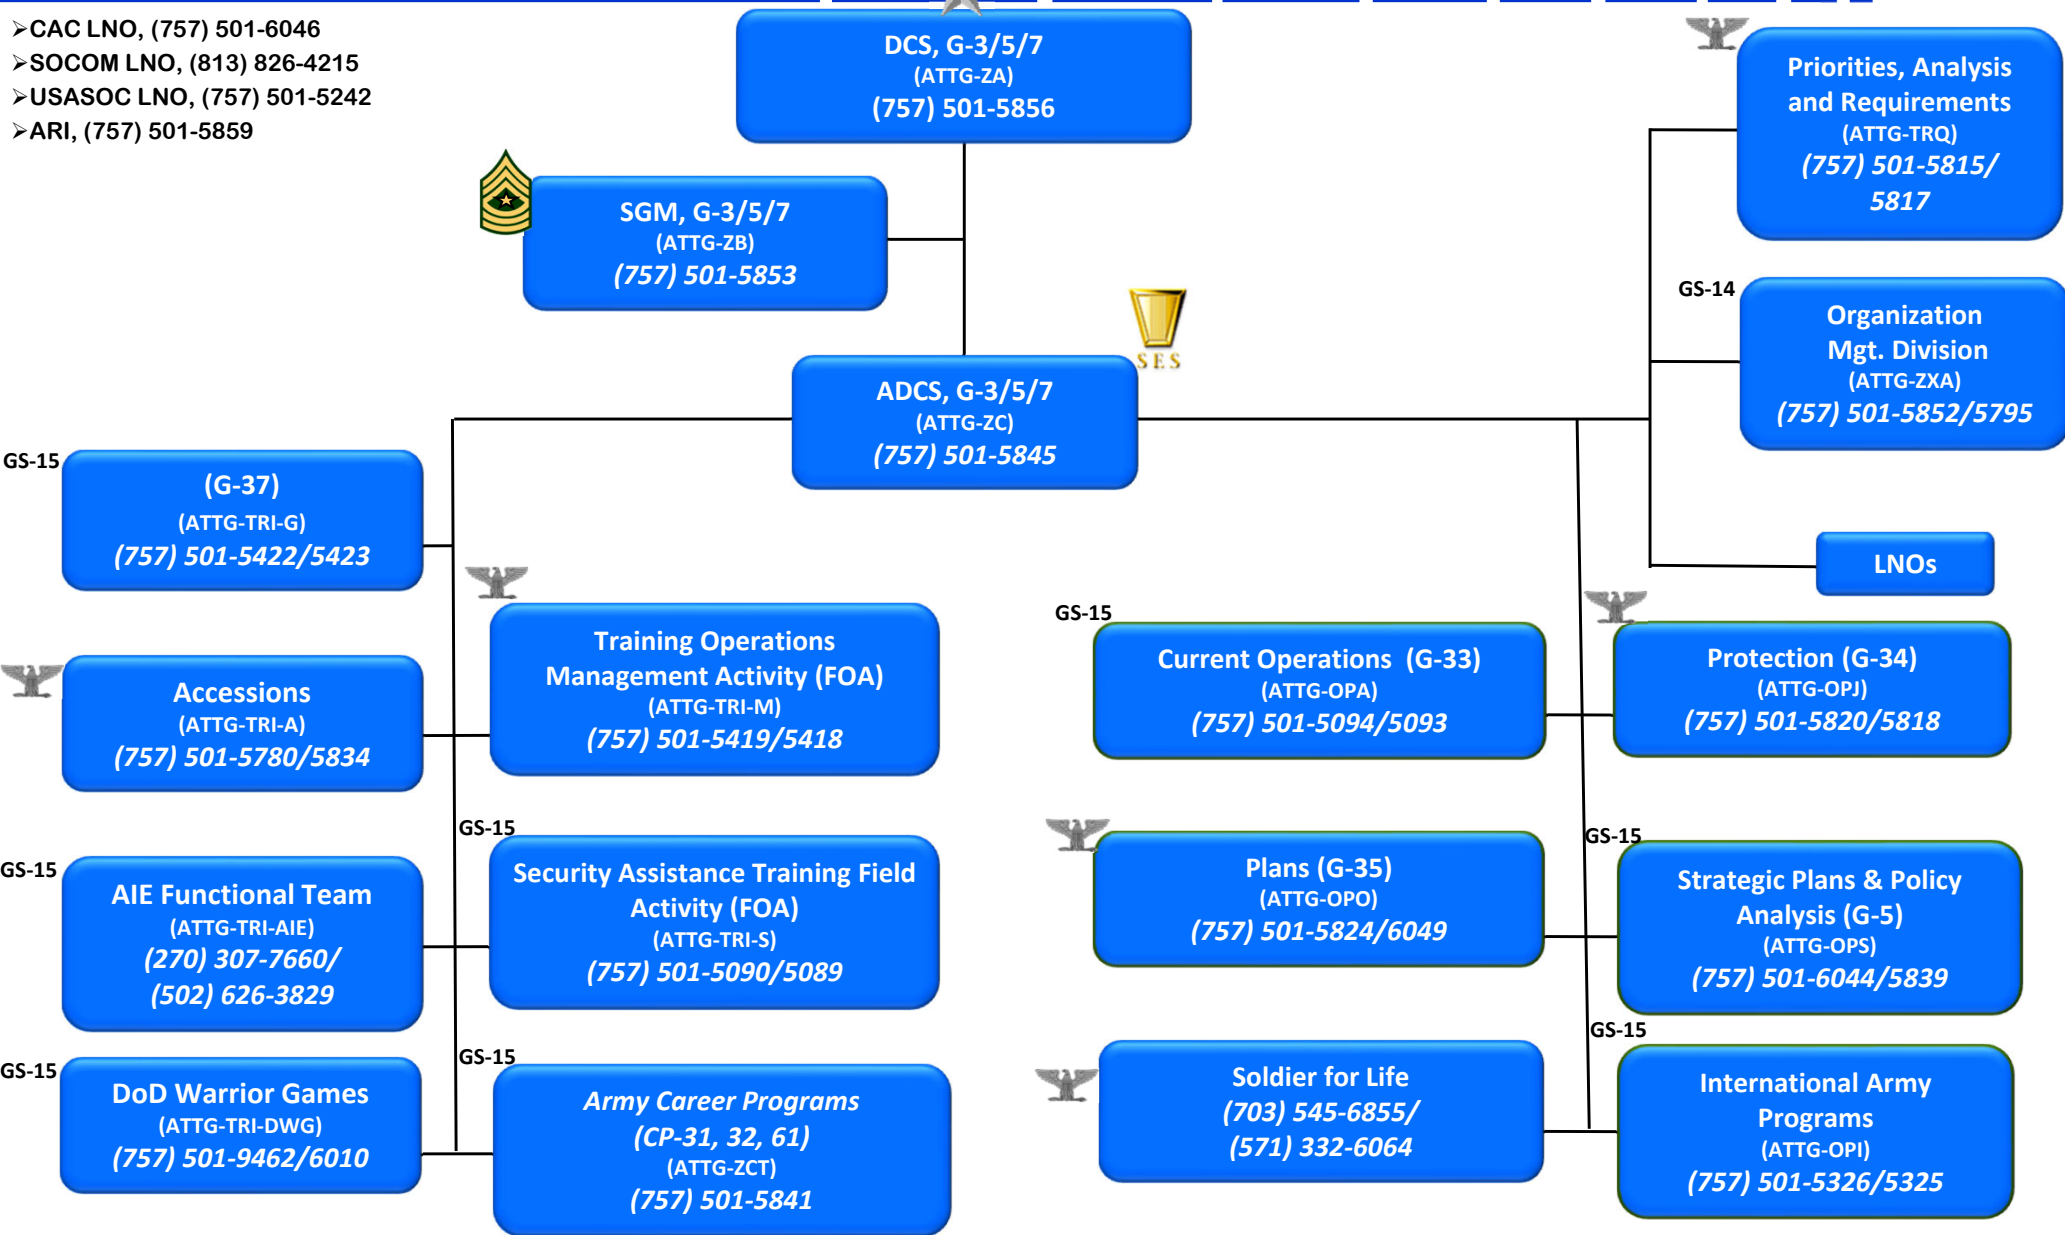 ➢CAC LNO, (757) 501-6046
➢SOCOM LNO, (813) 826-4215
➢USASOC LNO, (757) 501-5242
➢ARI, (757) 501-5859
DCS, G-3/5/7
(ATTG-ZA)
(757) 501-5856
SGM, G-3/5/7
(ATTG-ZB)
(757) 501-5853
SES
ADCS, G-3/5/7
(ATTG-ZC)
(757) 501-5845
Priorities, Analysis
and Requirements
(ATTG-TRQ)
(757) 501-5815/
5817
GS-14
Organization
Mgt. Division
(ATTG-ZXA)
(757) 501-5852/5795
LNOs
GS-15
(G-37)
(ATTG-TRI-G)
(757) 501-5422/5423
Accessions
(ATTG-TRI-A)
(757) 501-5780/5834
Training Operations
Management Activity (FOA)
(ATTG-TRI-M)
(757) 501-5419/5418
GS-15
AIE Functional Team
(ATTG-TRI-AIE)
(270) 307-7660/
(502) 626-3829
GS-15
Security Assistance Training Field
Activity (FOA)
(ATTG-TRI-S)
(757) 501-5090/5089
GS-15
DoD Warrior Games
(ATTG-TRI-DWG)
(757) 501-9462/6010
GS-15
Army Career Programs
(CP-31, 32, 61)
(ATTG-ZCT)
(757) 501-5841
GS-15
Current Operations (G-33)
(ATTG-OPA)
(757) 501-5094/5093
Protection (G-34)
(ATTG-OPJ)
(757) 501-5820/5818
Plans (G-35)
(ATTG-OPO)
(757) 501-5824/6049
GS-15
Strategic Plans & Policy
Analysis (G-5)
(ATTG-OPS)
(757) 501-6044/5839
Soldier for Life
(703) 545-6855/
(571) 332-6064
GS-15
International Army
Programs
(ATTG-OPI)
(757) 501-5326/5325